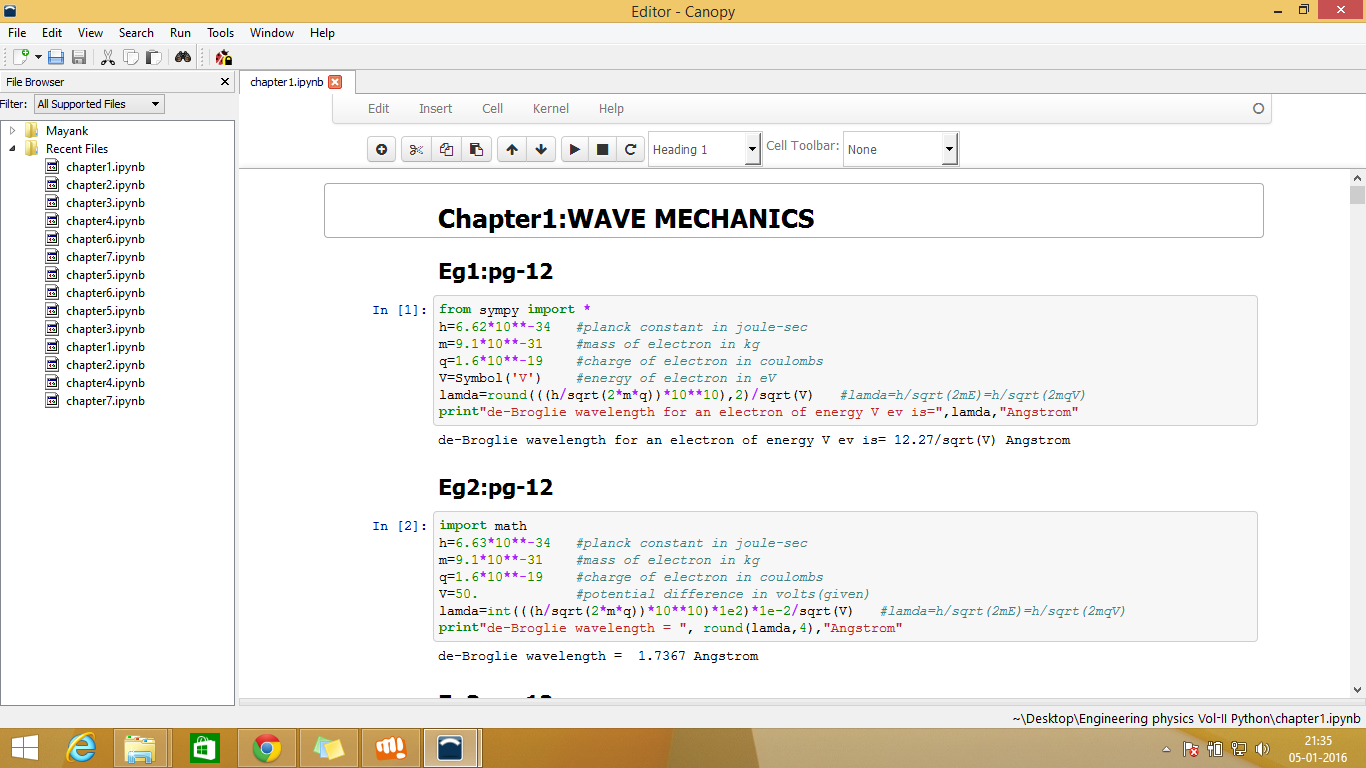 Editor - Canopy
File Edit View Search Run Tools Window Help
File Browser
chapter1.ipynb
Filter: All Supported Files
Edit Insert Cell Kernel Help
Heading 1 Cell Toolbar: None
Mayank
Recent Files
chapter1.ipynb
chapter2.ipynb
chapter3.ipynb
chapter4.ipynb
chapter6.ipynb
chapter7.ipynb
chapter5.ipynb
chapter6.ipynb
chapter5.ipynb
chapter3.ipynb
chapter1.ipynb
chapter2.ipynb
chapter4.ipynb
chapter7.ipynb
Chapter1:WAVE MECHANICS
Eg1:pg-12
In [1]: from sympy import *
h=6.62*10**-34 #planck constant in joule-sec
m=9.1*10**-31 #mass of electron in kg
q=1.6*10**-19 #charge of electron in coulombs
V=Symbol('V') #energy of electron in eV
lamda=round(((h/sqrt(2*m*q))*10**10),2)/sqrt(V) #lamda=h/sqrt(2mE)=h/sqrt(2mqV)
print"de-Broglie wavelength for an electron of energy V ev is=",lamda,"Angstrom"
de-Broglie wavelength for an electron of energy V ev is= 12.27/sqrt(V) Angstrom
Eg2:pg-12
In [2]: import math
h=6.63*10**-34 #planck constant in joule-sec
m=9.1*10**-31 #mass of electron in kg
q=1.6*10**-19 #charge of electron in coulombs
V=50. #potential difference in volts(given)
lamda=int(((h/sqrt(2*m*q))*10**10)*1e2)*1e-2/sqrt(V) #lamda=h/sqrt(2mE)=h/sqrt(2mqV)
print"de-Broglie wavelength = ", round(lamda,4),"Angstrom"
de-Broglie wavelength =  1.7367 Angstrom
~\Desktop\Engineering physics Vol-II Python\chapter1.ipynb
21:35
05-01-2016